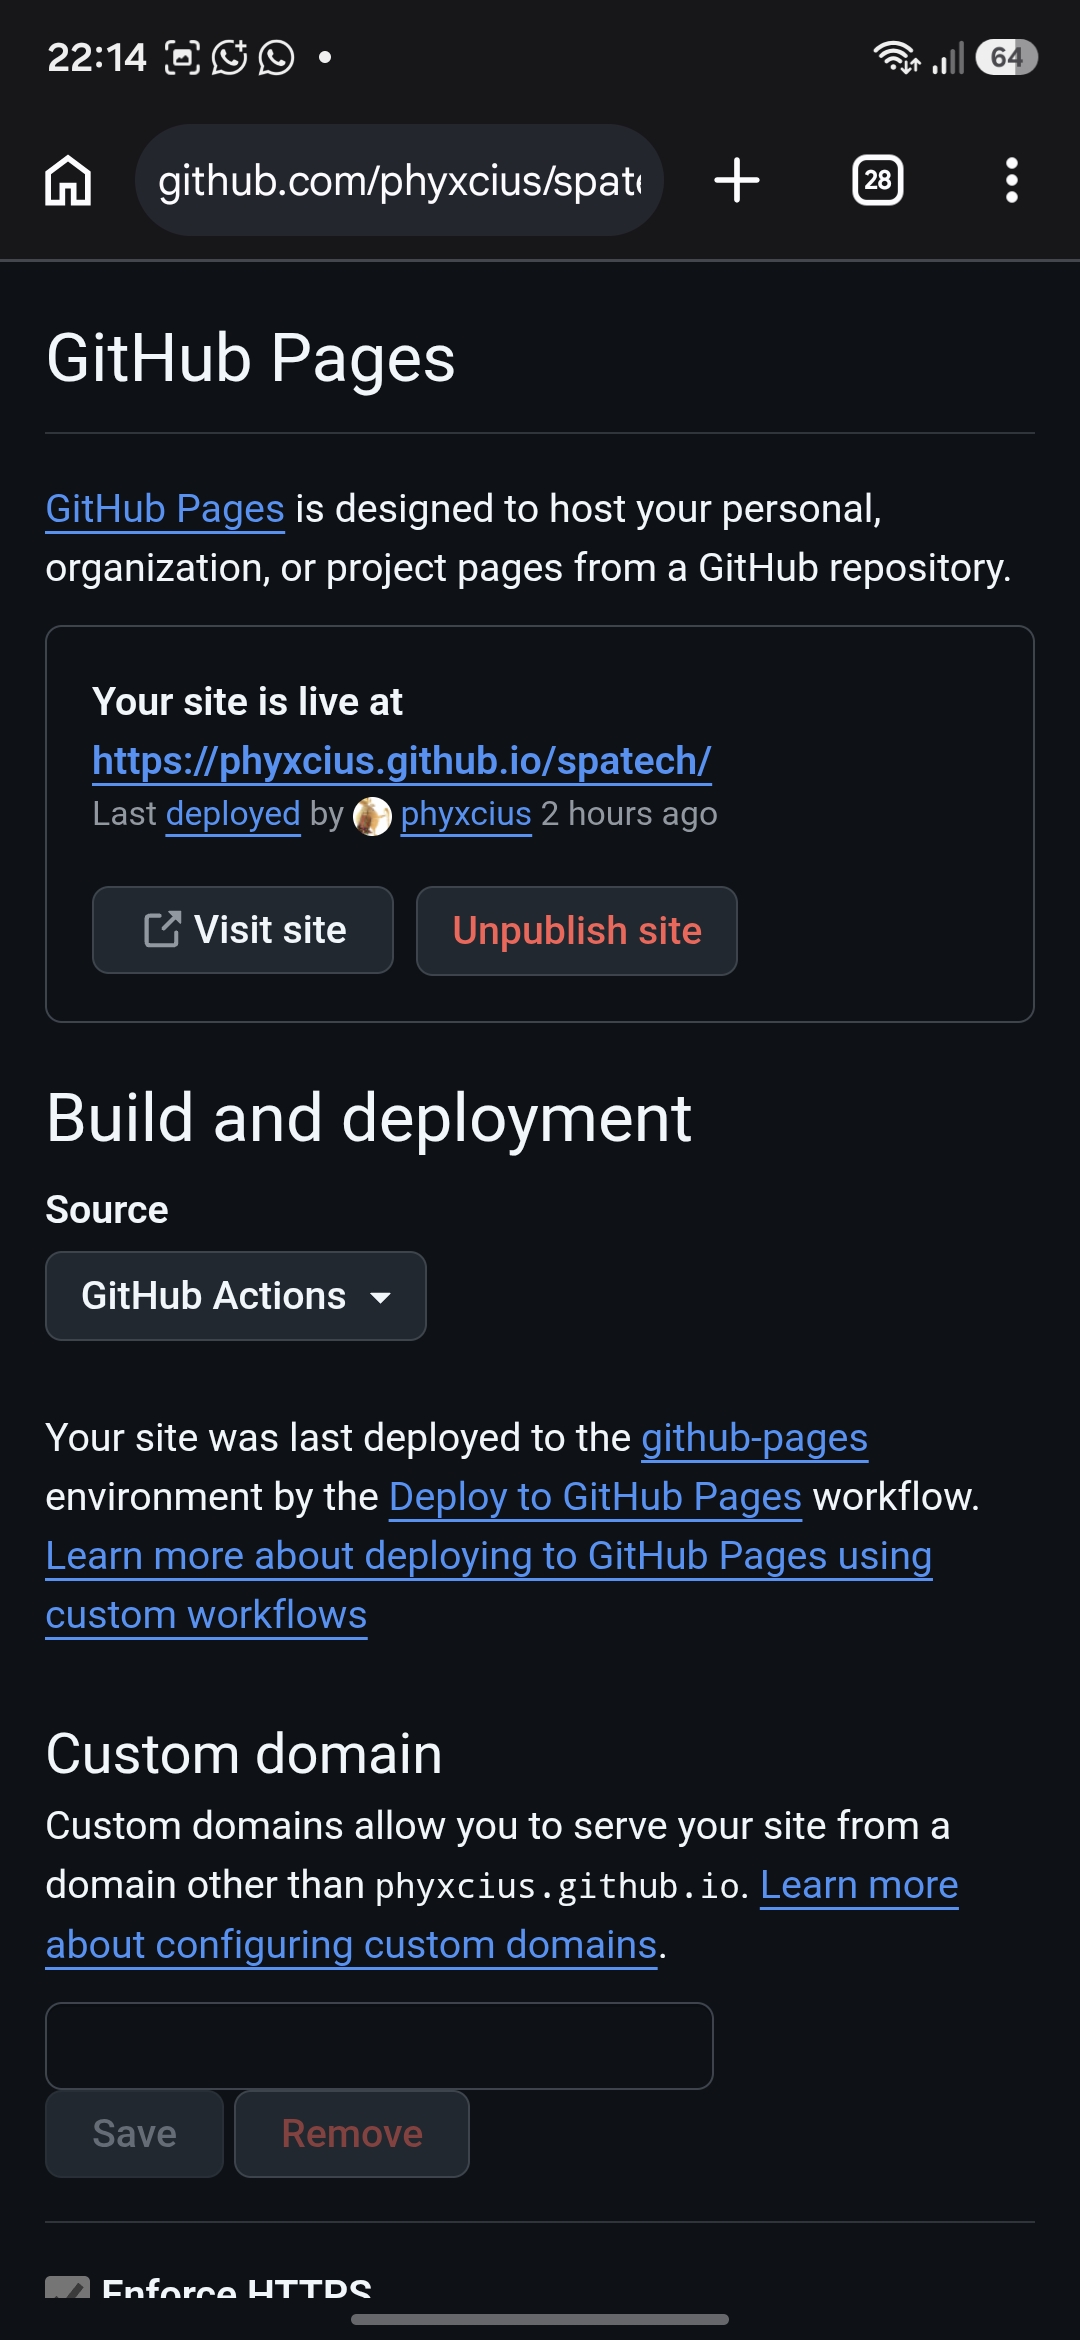 22:14
64
github.com/phyxcius/spat
28
GitHub Pages
GitHub Pages is designed to host your personal,
organization, or project pages from a GitHub repository.
Your site is live at
https://phyxcius.github.io/spatech/
Last deployed by phyxcius 2 hours ago
Visit site
Unpublish site
Build and deployment
Source
GitHub Actions
Your site was last deployed to the github-pages
environment by the Deploy to GitHub Pages workflow.
Learn more about deploying to GitHub Pages using
custom workflows
Custom domain
Custom domains allow you to serve your site from a
domain other than phyxcius.github.io. Learn more
about configuring custom domains.
Save Remove
Enforce HTTPS